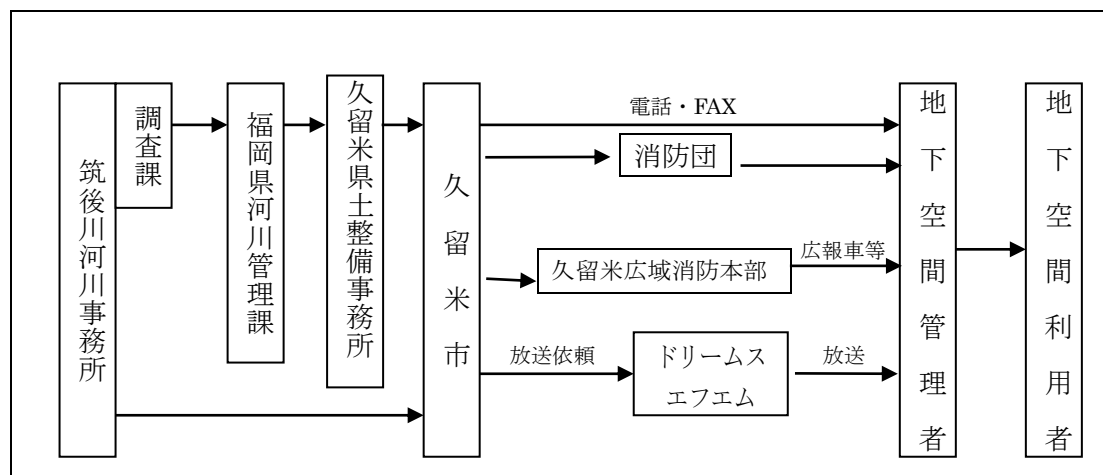 筑後川河川事務所
調査課
福岡県河川管理課
久留米県土整備事務所
久留米市
電話・FAX
消防団
久留米広域消防本部
広報車等
放送依頼
ドリームス
エフエム
放送
地下空間管理者
地下空間利用者